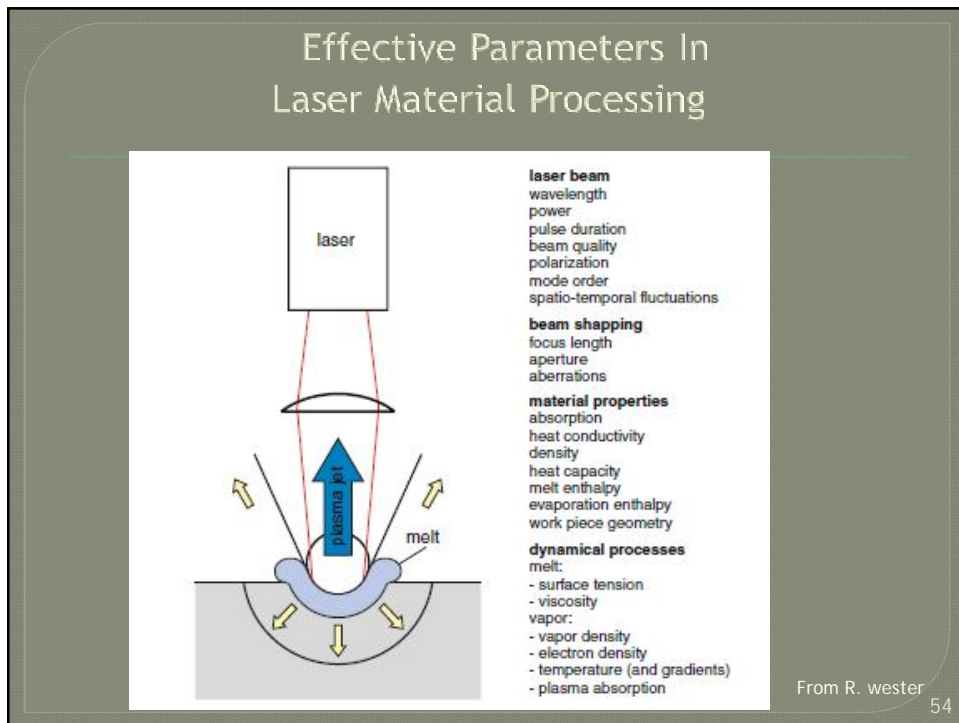 Effective Parameters In
Laser Material Processing
laser
plasma jet
melt
laser beam
wavelength
power
pulse duration
beam quality
polarization
mode order
spatio-temporal fluctuations
beam shapping
focus length
aperture
aberrations
material properties
absorption
heat conductivity
density
heat capacity
melt enthalpy
evaporation enthalpy
work piece geometry
dynamical processes
melt:
- surface tension
- viscosity
vapor:
- vapor density
- electron density
- temperature (and gradients)
- plasma absorption
From R. wester
54